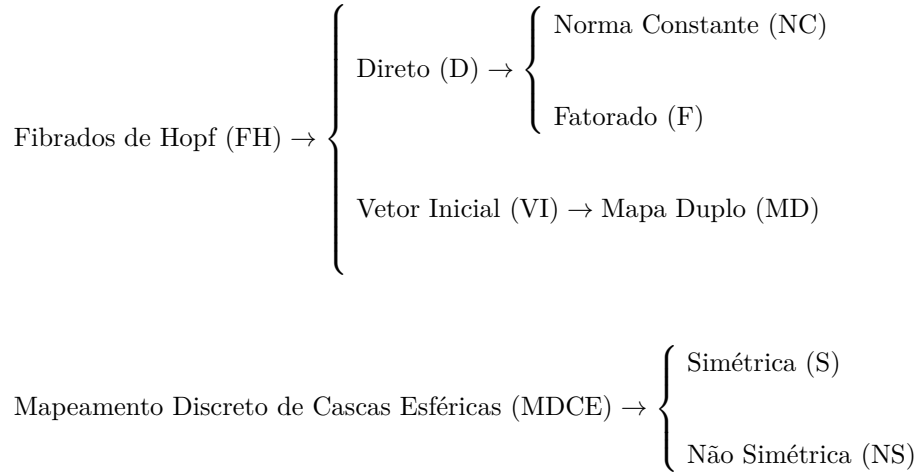 Norma Constante (NC)
Direto (D) →
Fatorado (F)
Fibrados de Hopf (FH) →
Vetor Inicial (VI) → Mapa Duplo (MD)
Simétrica (S)
Mapeamento Discreto de Cascas Esféricas (MDCE) →
Não Simétrica (NS)